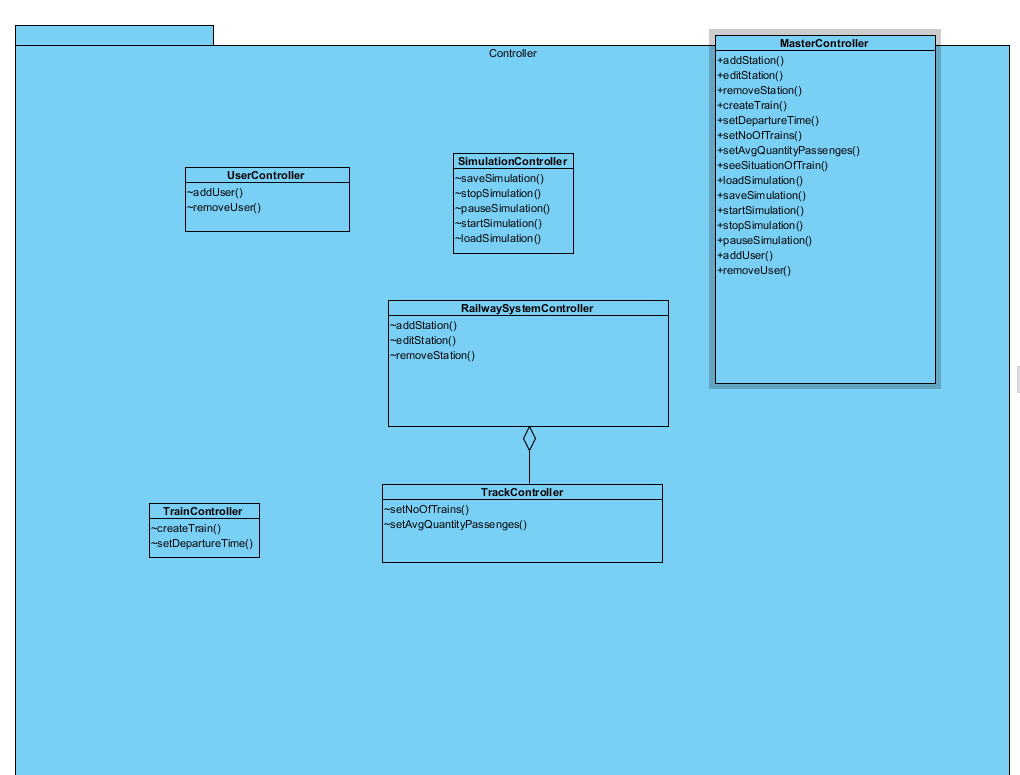 Controller
MasterController
+addStation()
+editStation()
+removeStation()
+createTrain()
+setDepartureTime()
+setNoOfTrains()
+setAvgQuantityPassenges()
+seeSituationOfTrain()
+loadSimulation()
+saveSimulation()
+startSimulation()
+stopSimulation()
+pauseSimulation()
+addUser()
+removeUser()
UserController
~addUser()
~removeUser()
SimulationController
~saveSimulation()
~stopSimulation()
~pauseSimulation()
~startSimulation()
~loadSimulation()
RailwaySystemController
~addStation()
~editStation()
~removeStation()
TrackController
~setNoOfTrains()
~setAvgQuantityPassenges()
TrainController
~createTrain()
~setDepartureTime()